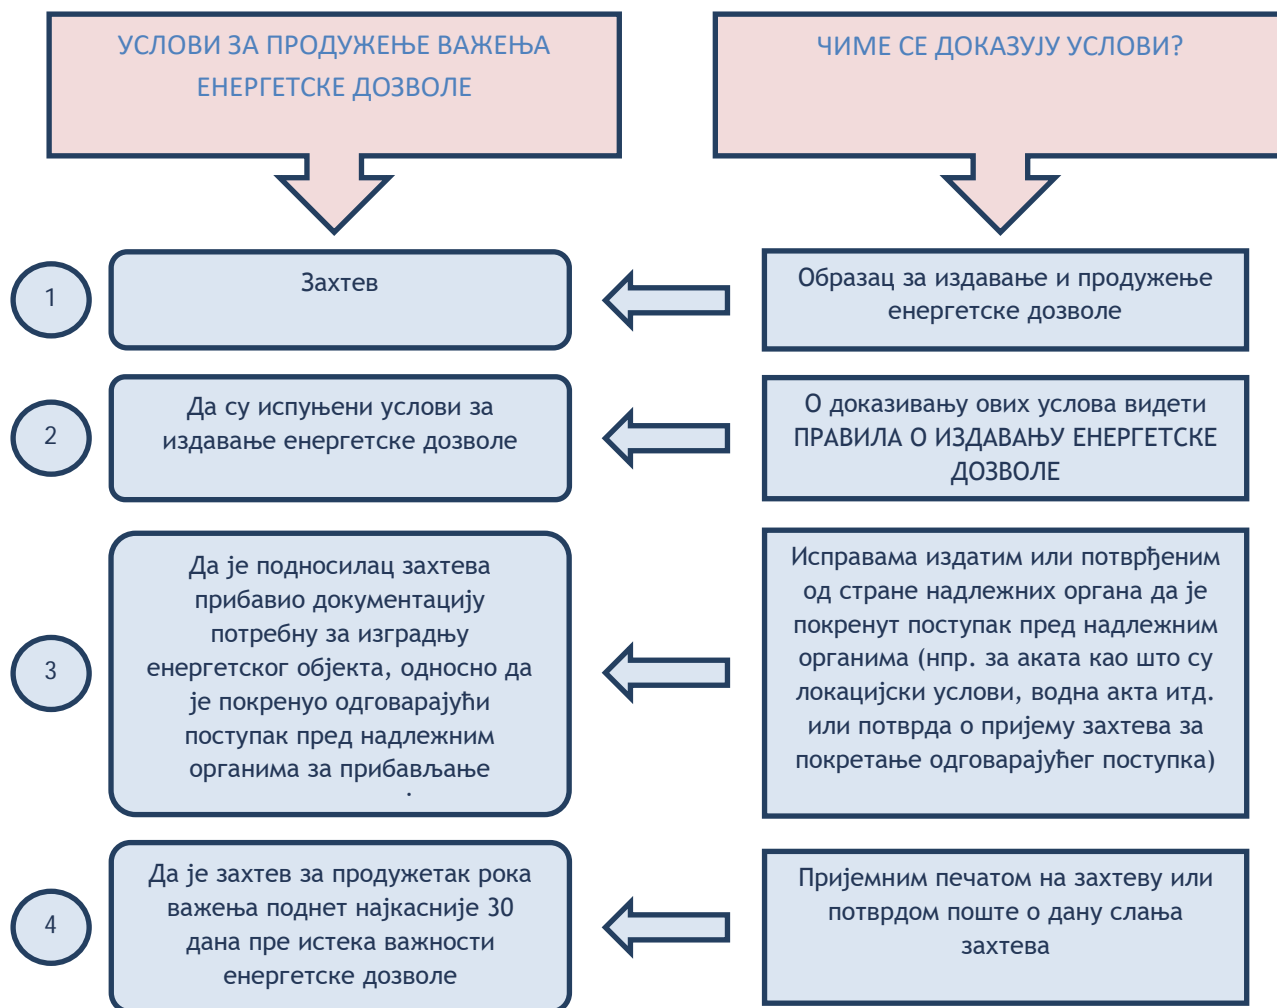 УСЛОВИ ЗА ПРОДУЖЕЊЕ ВАЖЕЊА
ЕНЕРГЕТСКЕ ДОЗВОЛЕ
ЧИМЕ СЕ ДОКАЗУЈУ УСЛОВИ?
1
Захтев
Образац за издавање и продужење
енергетске дозволе
2
Да су испуњени услови за
издавање енергетске дозволе
О доказивању ових услова видети
ПРАВИЛА О ИЗДАВАЊУ ЕНЕРГЕТСКЕ
ДОЗВОЛЕ
3
Да је подносилац захтева
прибавио документацију
потребну за изградњу
енергетског објекта, односно да
је покренуо одговарајући
поступак пред надлежним
органима за прибављање
Исправама издатим или потврђеним
од стране надлежних органа да је
покренут поступак пред надлежним
органима (нпр. за аката као што су
локацијски услови, водна акта итд.
или потврда о пријему захтева за
покретање одговарајућег поступка)
4
Да је захтев за продужетак рока
важења поднет најкасније 30
дана пре истека важности
енергетске дозволе
Пријемним печатом на захтеву или
потврдом поште о дану слања
захтева